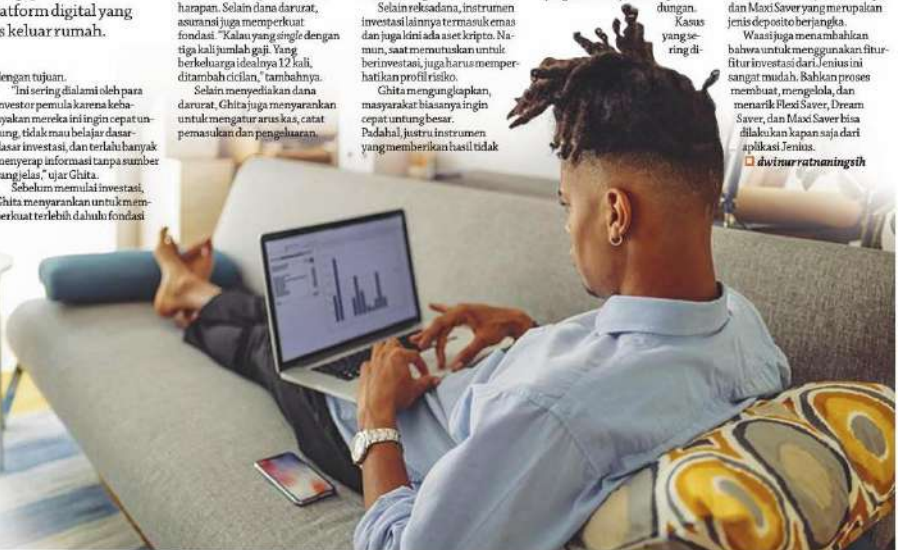 atform digital yang
s keluar rumah.
dengan tujuan.
"Ini sering dialami oleh para
nvestor pemula karena keba-
nyakan mereka ini ingin cepat un-
ung, tidak mau belajar dasar-
asar investasi, dan terlalu banyak
menyerap informasi tanpa sumber
ang jelas," ujar Ghita.
Sebelum memulai investasi,
Ghita menyarankan untuk mem-
perkuat terlebih dahulu fondasi
harapan. Selain dana darurat,
asuransi juga memperkuat
fondasi. "Kalau yang single dengan
tiga kali jumlah gaji. Yang
berkeluarga idealnya 12 kali,
ditambah cicilan," tambahnya.
Selain menyediakan dana
darurat, Ghita juga menyarankan
untuk mengatur arus kas, catat
pemasukan dan pengeluaran.
Selain reksadana, instrumen
investasi lainnya termasuk emas
dan juga kini ada aset kripto. Na-
mun, saat memutuskan untuk
berinvestasi, juga harus memper-
hatikan profil risiko.
Ghita mengungkapkan,
masyarakat biasanya ingin
cepat untung besar.
Padahal, justru instrumen
yang memberikan hasil tidak
dungan.
Kasus
yang se-
ring di-
dan Maxi Saver yang merupakan
jenis deposito berjangka.
Waasi juga menambahkan
bahwa untuk menggunakan fitur-
fitur investasi dari Jenius ini
sangat mudah. Bahkan proses
membuat, mengelola, dan
menarik Flexi Saver, Dream
Saver, dan Maxi Saver bisa
dilakukan kapan saja dari
aplikasi Jenius.
dwinurratnaningsih